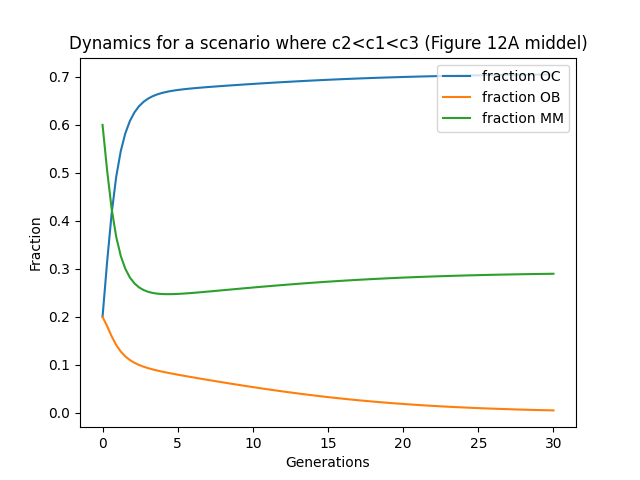 Dynamics for a scenario where c2<c1<c3 (Figure 12A middel)
fraction OC
fraction OB
fraction MM
Fraction
0.7
0.6
0.5
0.4
0.3
0.2
0.1
0.0
0 5 10 15 20 25 30
Generations